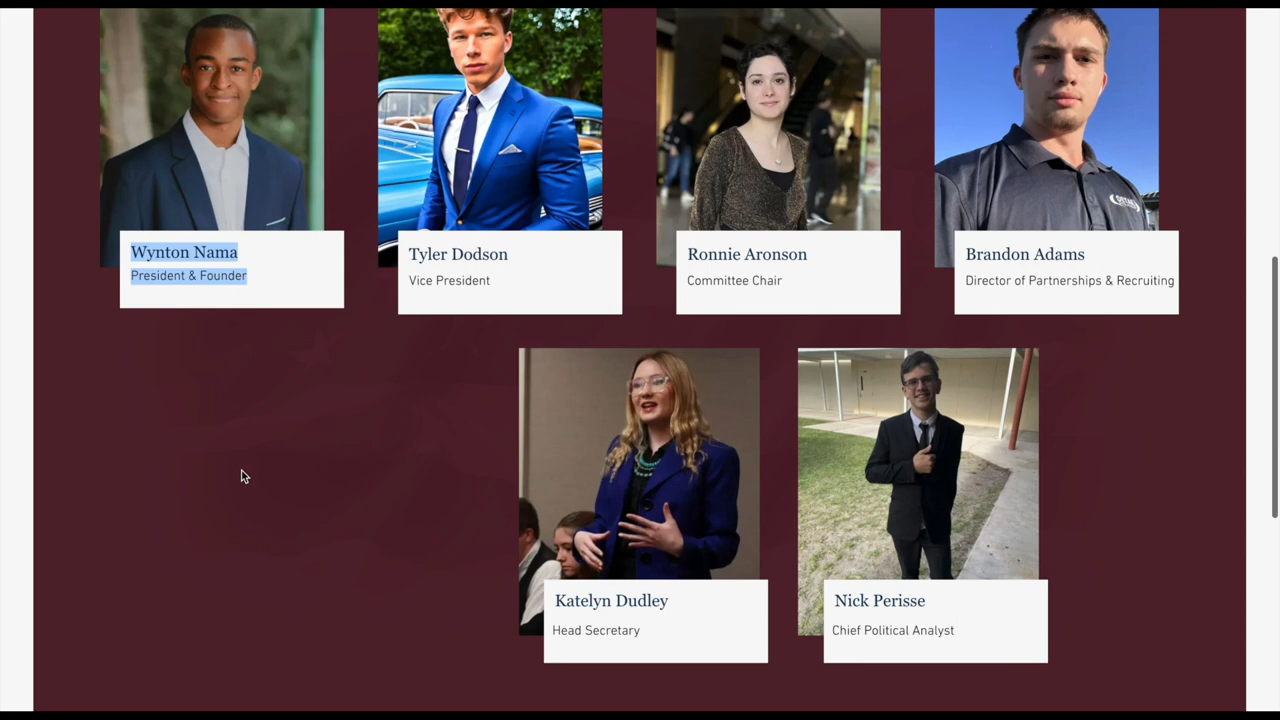 Wynton Nama
President & Founder
Tyler Dodson
Vice President
Ronnie Aronson
Committee Chair
Brandon Adams
Director of Partnerships & Recruiting
Katelyn Dudley
Head Secretary
Nick Perisse
Chief Political Analyst